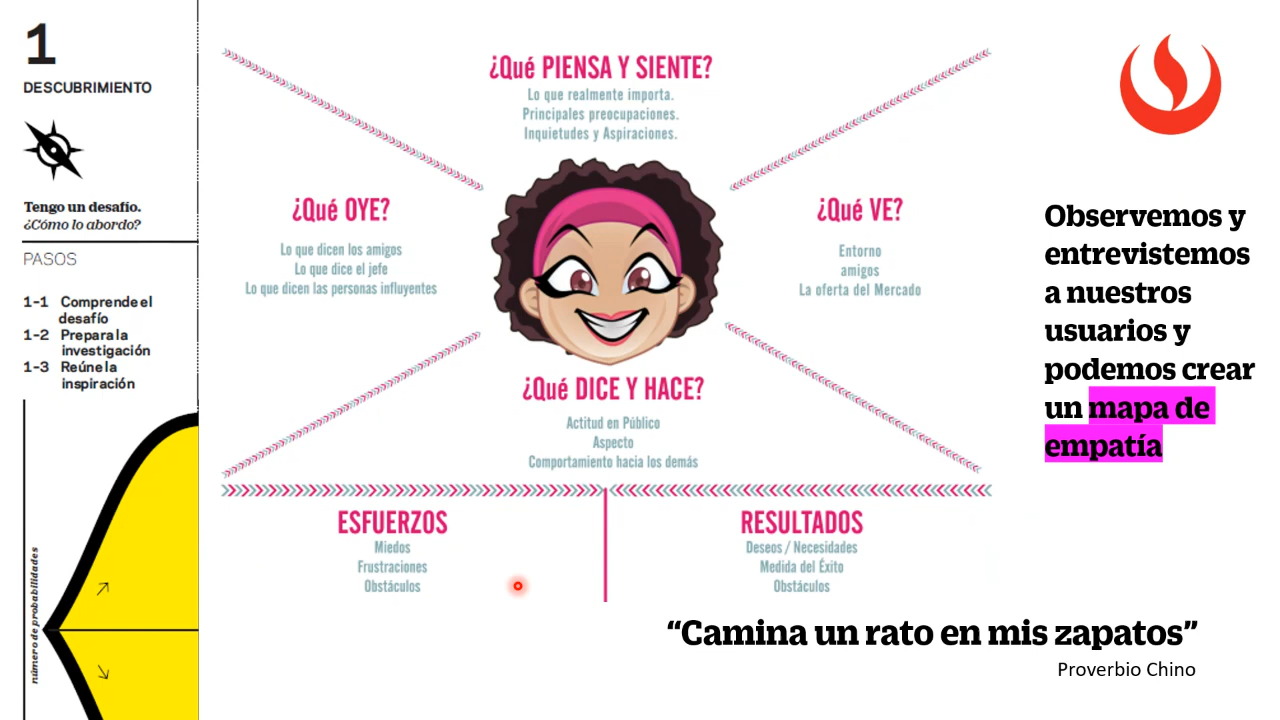 1
DESCUBRIMIENTO
Tengo un desafío.
¿Cómo lo abordo?
PASOS
1-1 Comprende el
desafío
1-2 Prepara la
investigación
1-3 Reúne la
inspiración
número de probabilidades
¿Qué PIENSA Y SIENTE?
Lo que realmente importa.
Principales preocupaciones.
Inquietudes y Aspiraciones.
¿Qué OYE?
Lo que dicen los amigos
Lo que dice el jefe
Lo que dicen las personas influyentes
¿Qué VE?
Entorno
amigos
La oferta del Mercado
¿Qué DICE Y HACE?
Actitud en Público
Aspecto
Comportamiento hacia los demás
ESFUERZOS
Miedos
Frustraciones
Obstáculos
RESULTADOS
Deseos / Necesidades
Medida del Éxito
Obstáculos
Observemos y
entrevistemos
a nuestros
usuarios y
podemos crear
un mapa de
empatía
“Camina un rato en mis zapatos”
Proverbio Chino